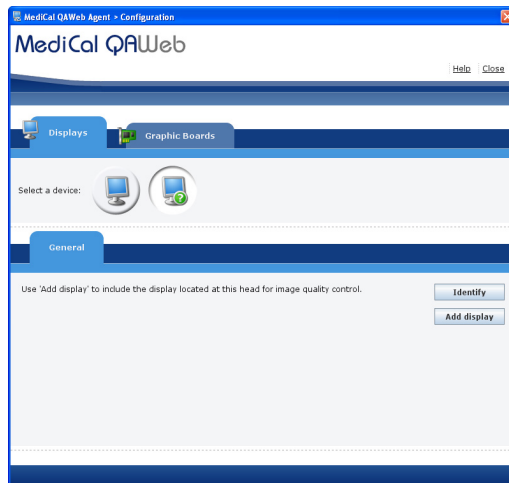 MediCal QAWeb Agent > Configuration
MediCal QAWeb
Help Close
Displays Graphic Boards
Select a device:
General
Use 'Add display' to include the display located at this head for image quality control.
Identify
Add display